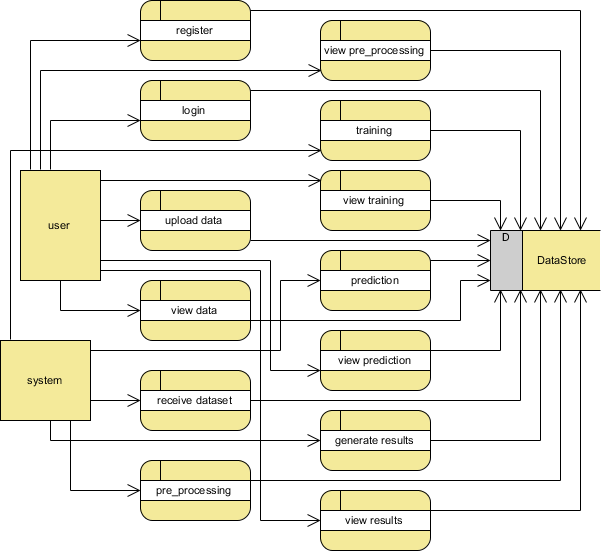 register
view pre_processing
login
training
view training
user
upload data
D
DataStore
prediction
view data
view prediction
system
receive dataset
generate results
pre_processing
view results